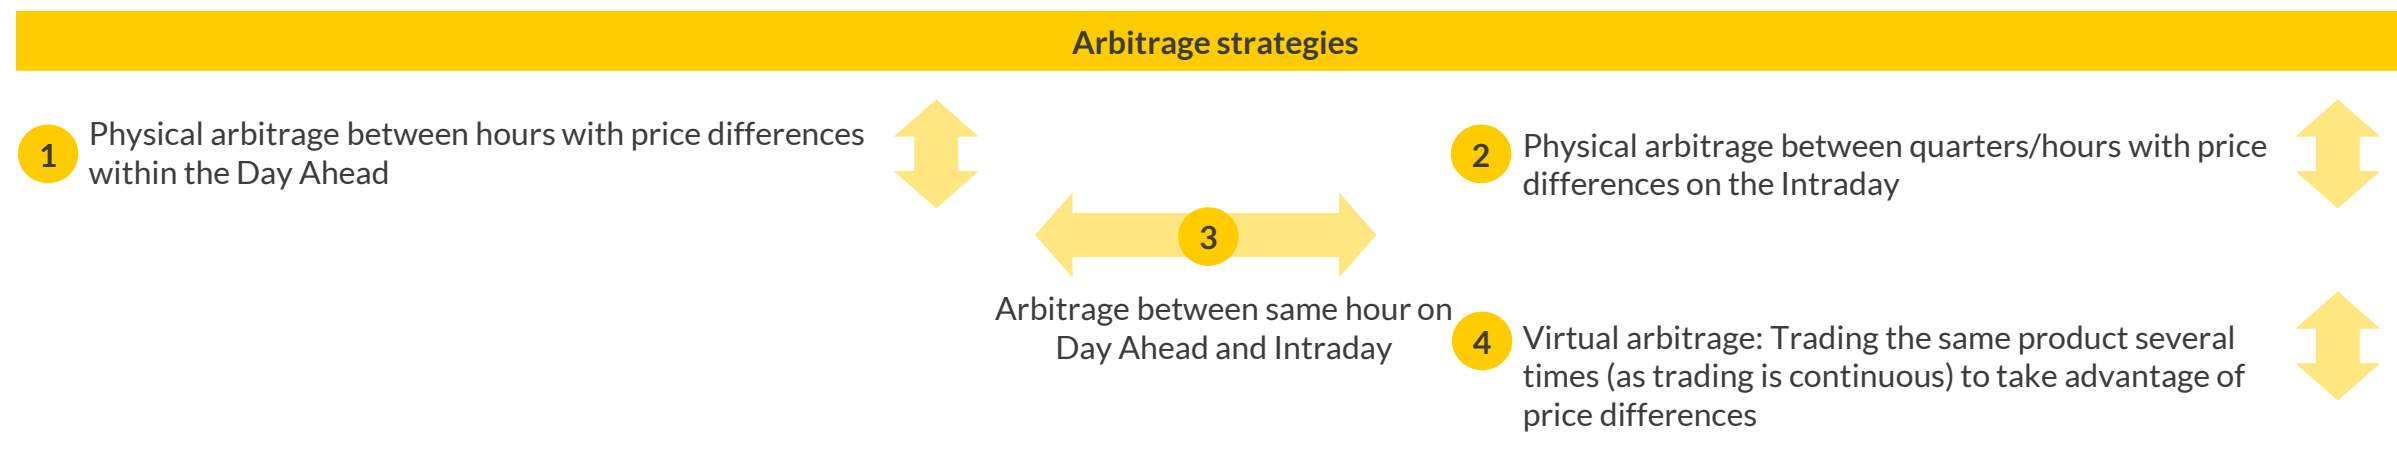 Arbitrage strategies
1
Physical arbitrage between hours with price differences
within the Day Ahead
2
Physical arbitrage between quarters/hours with price
differences on the Intraday
3
Arbitrage between same hour on
Day Ahead and Intraday
4
Virtual arbitrage: Trading the same product several
times (as trading is continuous) to take advantage of
price differences